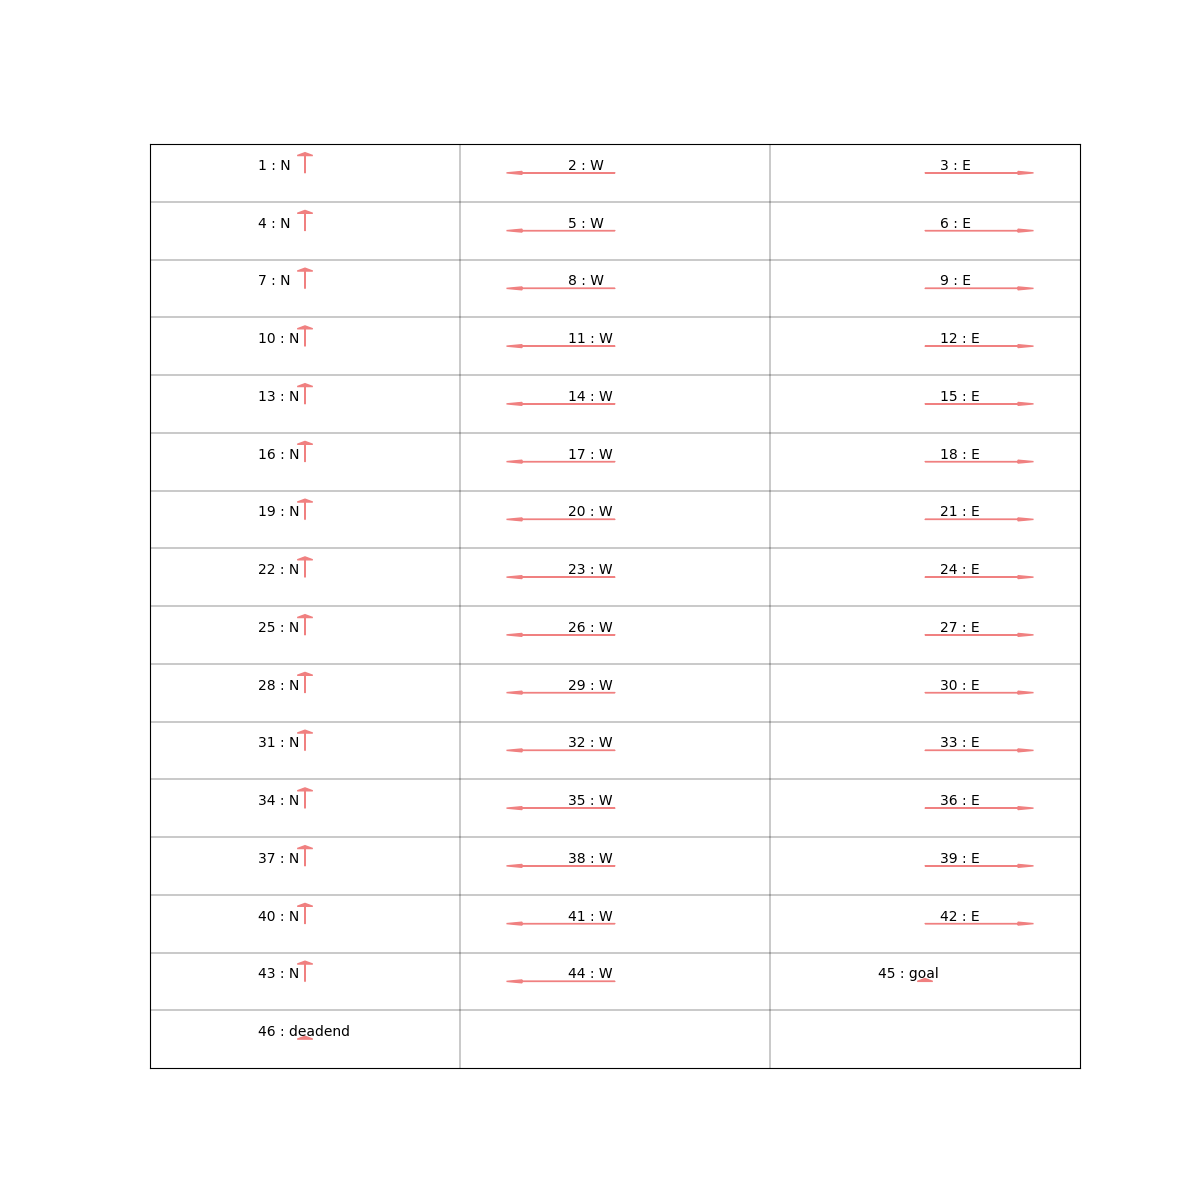 1 : N 2 : W 3 : E
4 : N 5 : W 6 : E
7 : N 8 : W 9 : E
10 : N 11 : W 12 : E
13 : N 14 : W 15 : E
16 : N 17 : W 18 : E
19 : N 20 : W 21 : E
22 : N 23 : W 24 : E
25 : N 26 : W 27 : E
28 : N 29 : W 30 : E
31 : N 32 : W 33 : E
34 : N 35 : W 36 : E
37 : N 38 : W 39 : E
40 : N 41 : W 42 : E
43 : N 44 : W 45 : goal
46 : deadend